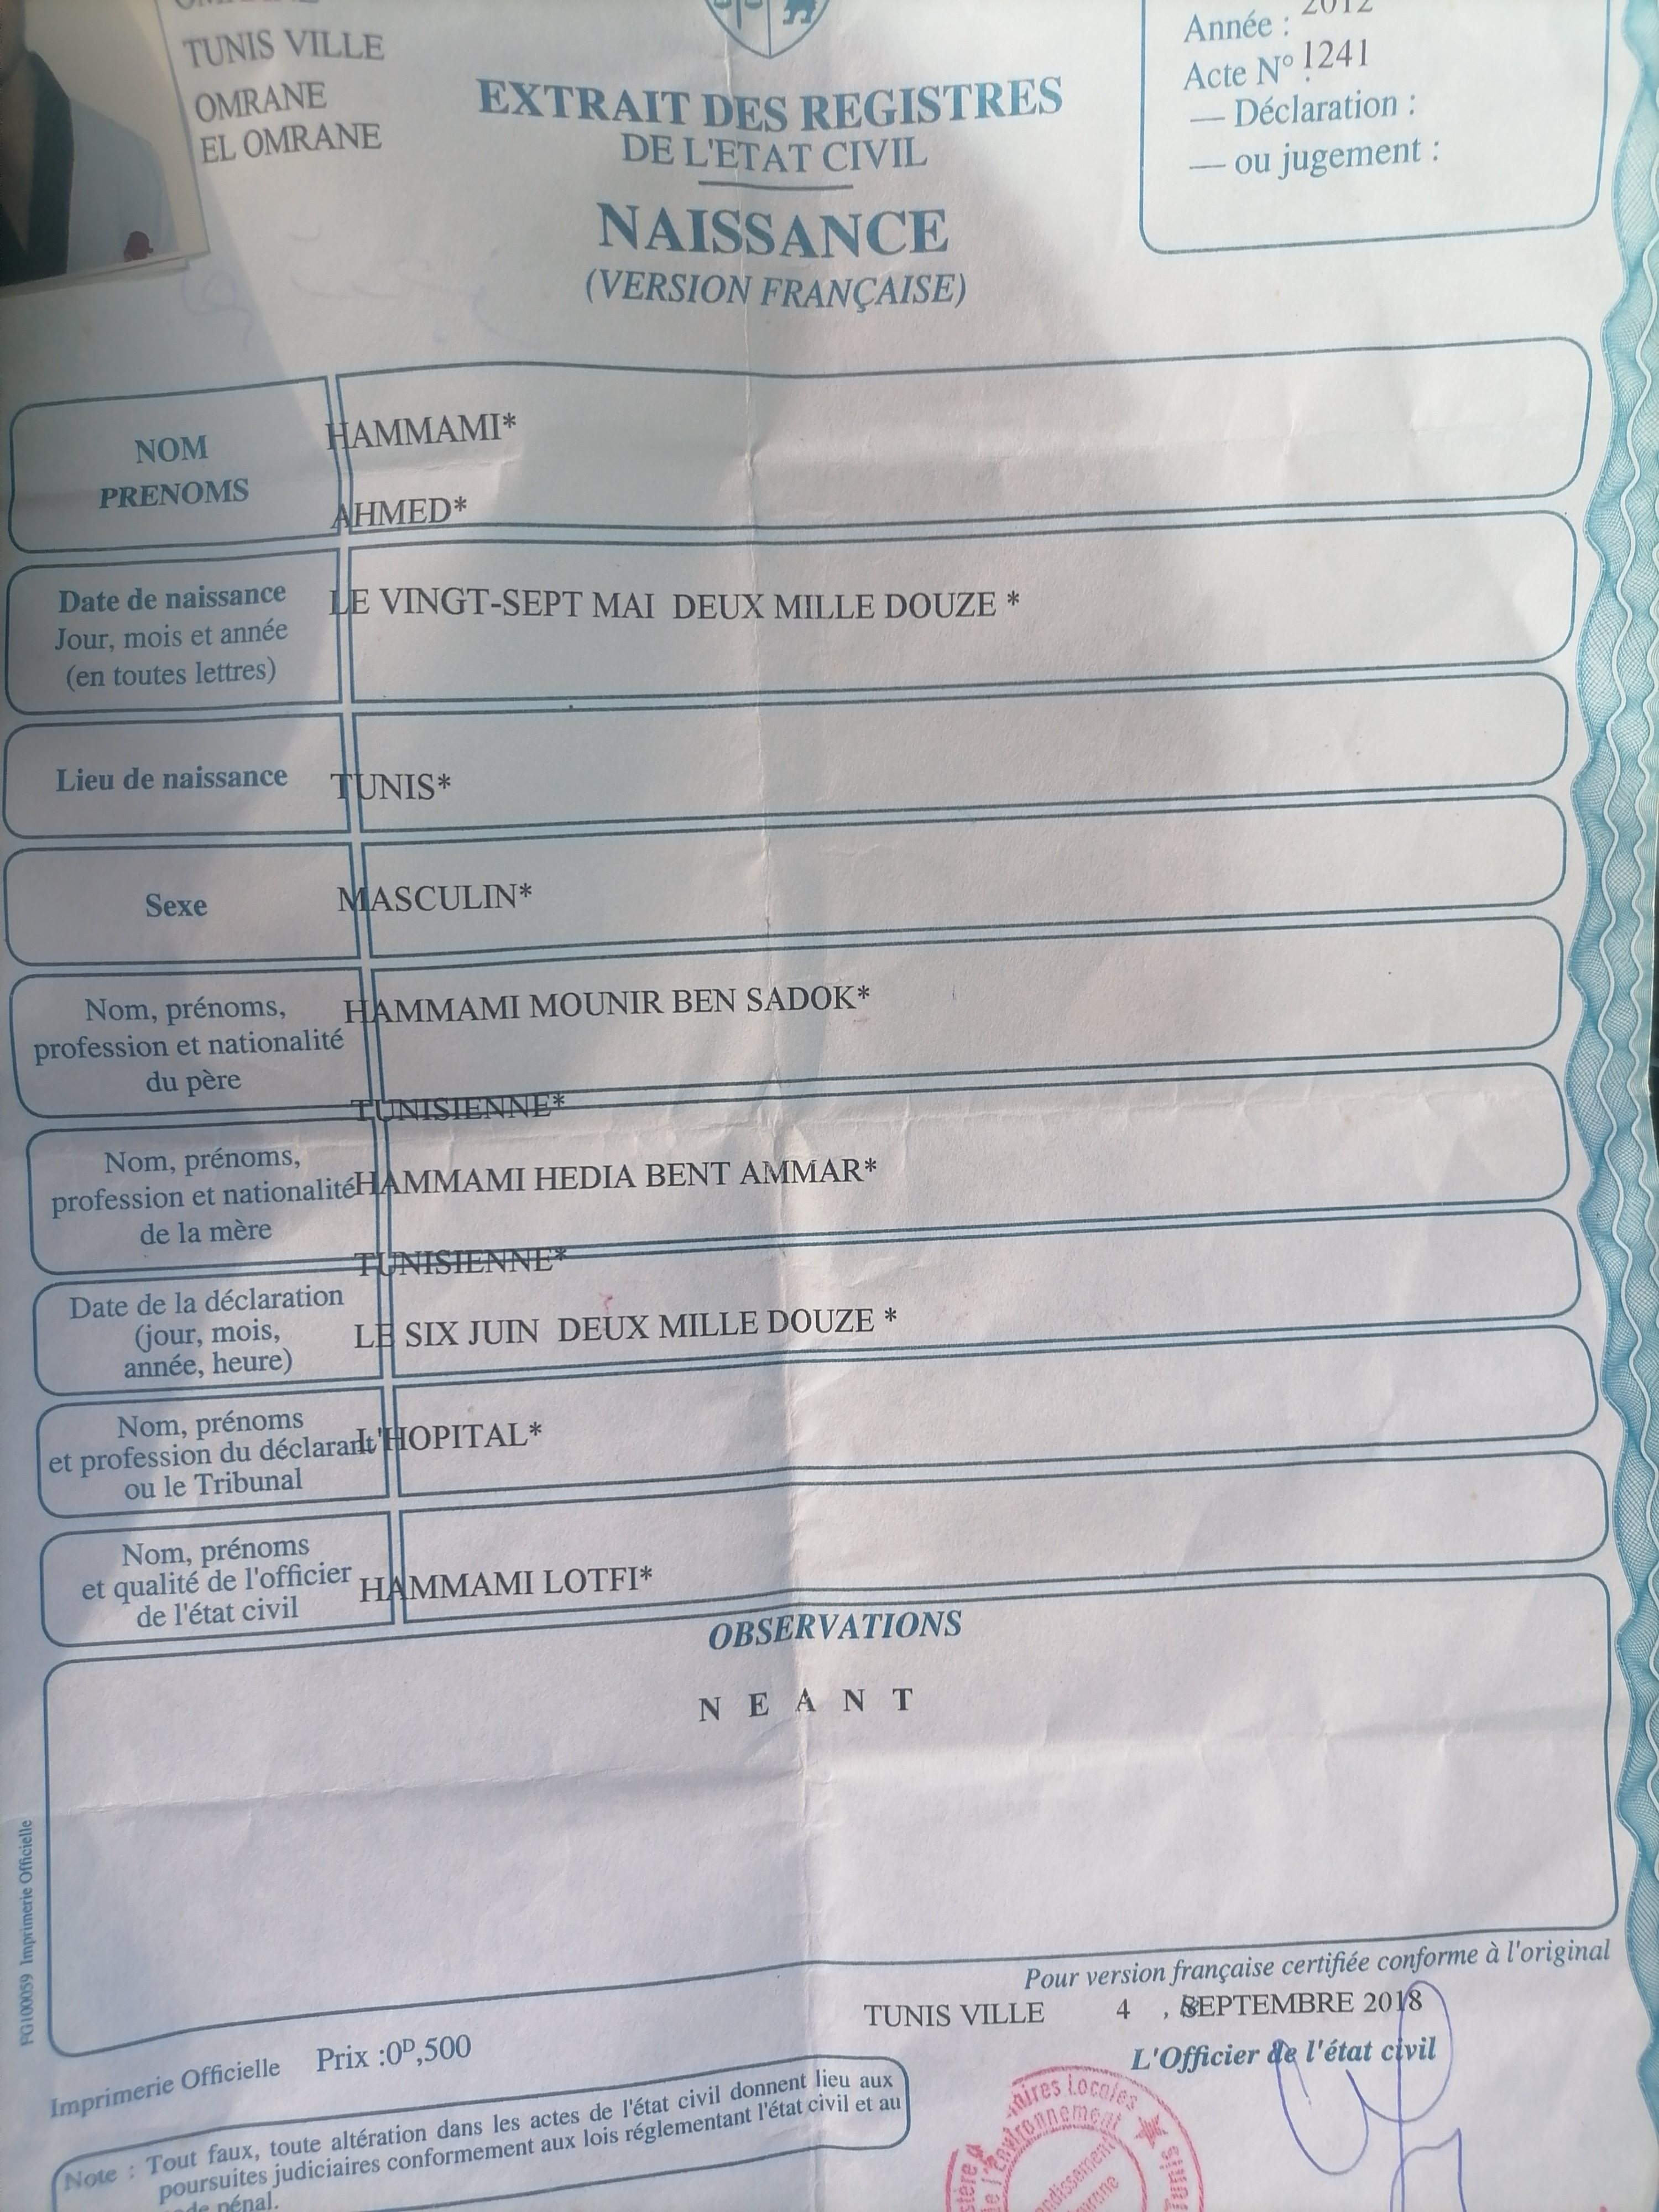 TUNIS VILLE
OMRANE
EL OMRANE
EXTRAIT DES REGISTRES
DE L'ETAT CIVIL
NAISSANCE
(VERSION FRANÇAISE)
Année : 2012
Acte N° : 1241
— Déclaration :
— ou jugement :
NOM
PRENOMS
HAMMAMI*
AHMED*
Date de naissance
Jour, mois et année
(en toutes lettres)
LE VINGT-SEPT MAI DEUX MILLE DOUZE *
Lieu de naissance
TUNIS*
Sexe
MASCULIN*
Nom, prénoms,
profession et nationalité
du père
HAMMAMI MOUNIR BEN SADOK*
TUNISIENNE*
Nom, prénoms,
profession et nationalité
de la mère
HAMMAMI HEDIA BENT AMMAR*
TUNISIENNE*
Date de la déclaration
(jour, mois,
année, heure)
LE SIX JUIN DEUX MILLE DOUZE *
Nom, prénoms
et profession du déclarant
ou le Tribunal
L'HOPITAL*
Nom, prénoms
et qualité de l'officier
de l'état civil
HAMMAMI LOTFI*
OBSERVATIONS
N E A N T
FG100059 Imprimerie Officielle
Pour version française certifiée conforme à l'original
TUNIS VILLE 4 , SEPTEMBRE 2018
L'Officier de l'état civil
Imprimerie Officielle Prix :0ᴰ,500
Note : Tout faux, toute altération dans les actes de l'état civil donnent lieu aux
poursuites judiciaires conformement aux lois réglementant l'état civil et au
pénal.
Locales
l'Environnement
Tunis